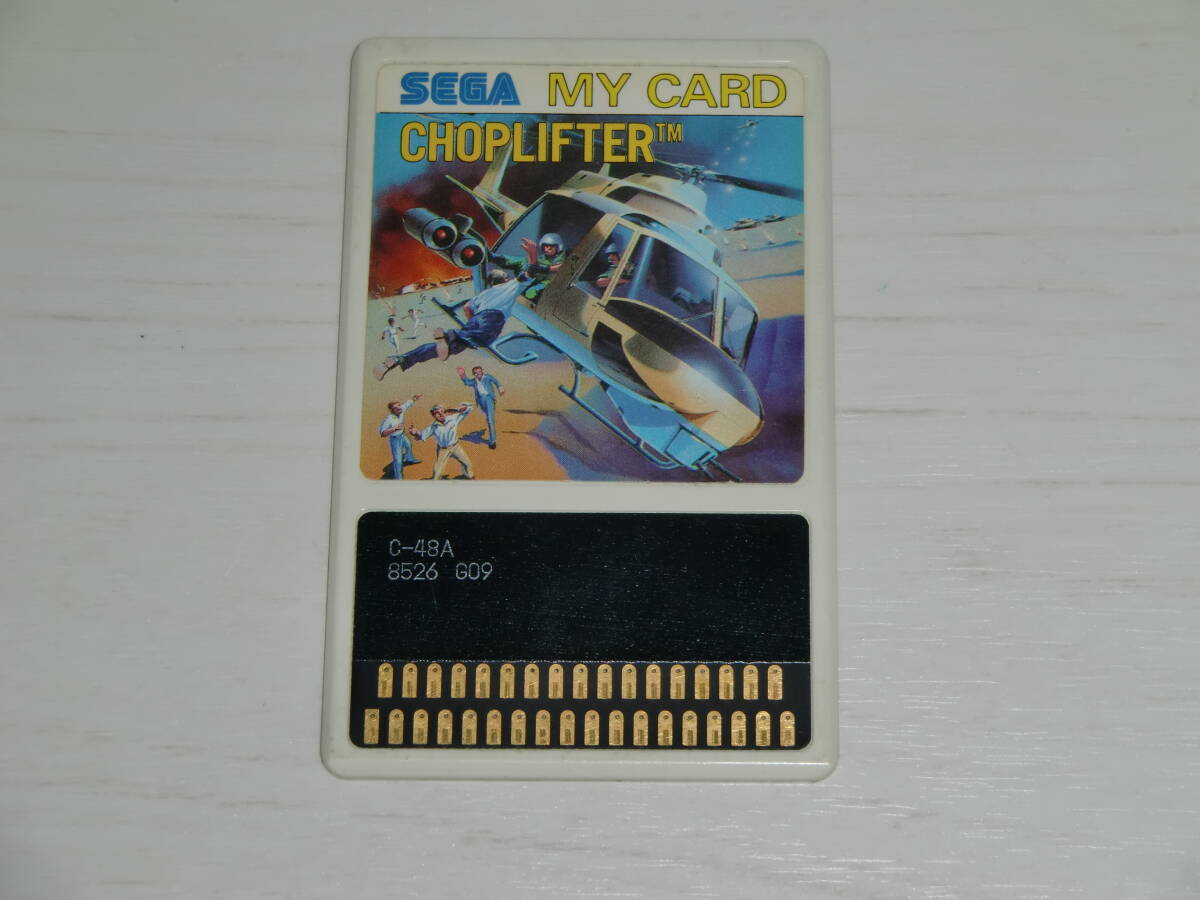 SEGA MY CARD
CHOPLIFTER™
C-48A
8526 G09